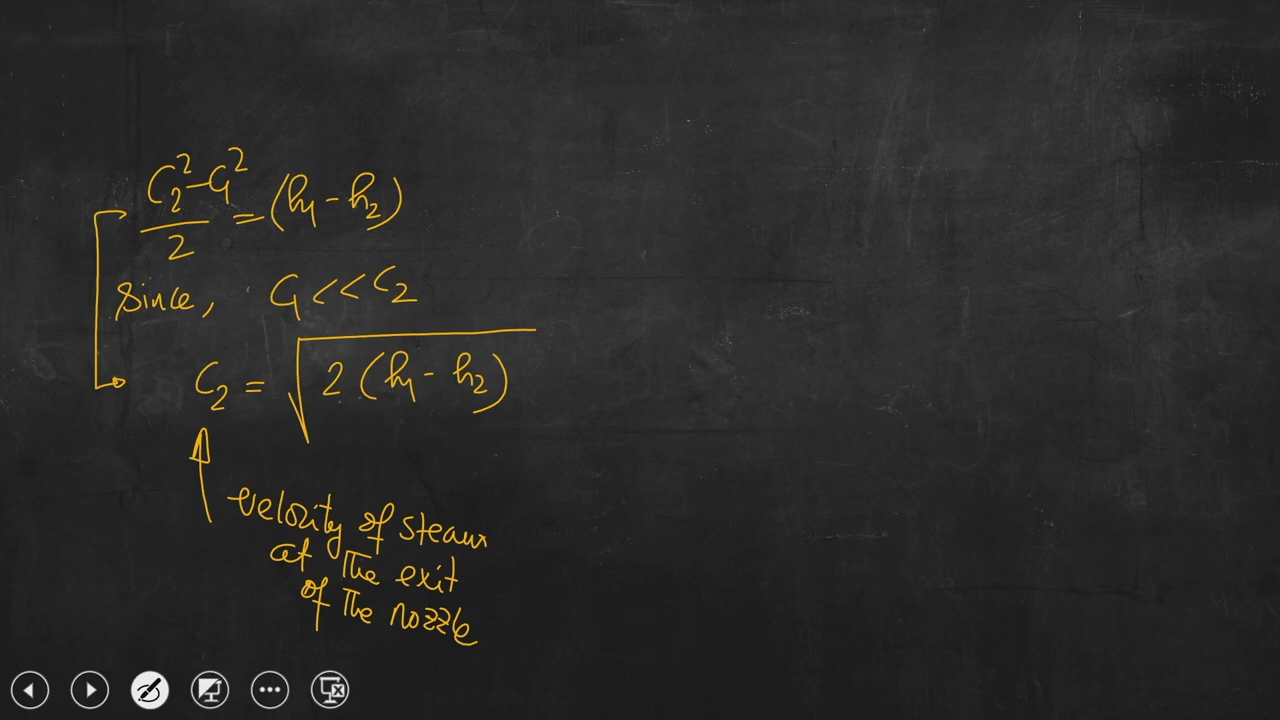 C₂² - C₁² / 2 = (h₁ - h₂)
Since, C₁ << C₂
C₂ = √2 (h₁ - h₂)
velocity of steam
at the exit
of the nozzle